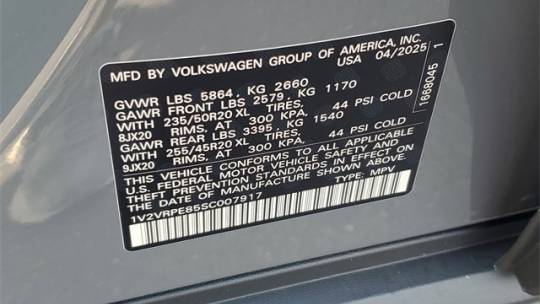 MFD BY VOLKSWAGEN GROUP OF AMERICA, INC.
USA 04/2025
GVWR LBS 5864, KG 2660
GAWR FRONT LBS 2579, KG 1170
WITH 235/50R20 XL TIRES,
8JX20 RIMS, AT 300 KPA, 44 PSI COLD
GAWR REAR LBS 3395, KG 1540
WITH 255/45R20 XL TIRES,
9JX20 RIMS, AT 300 KPA, 44 PSI COLD
THIS VEHICLE CONFORMS TO ALL APPLICABLE
U.S. FEDERAL MOTOR VEHICLE SAFETY AND
THEFT PREVENTION STANDARDS IN EFFECT ON
THE DATE OF MANUFACTURE SHOWN ABOVE.
1V2VRPE85SC007917 TYPE: MPV
1668045 1